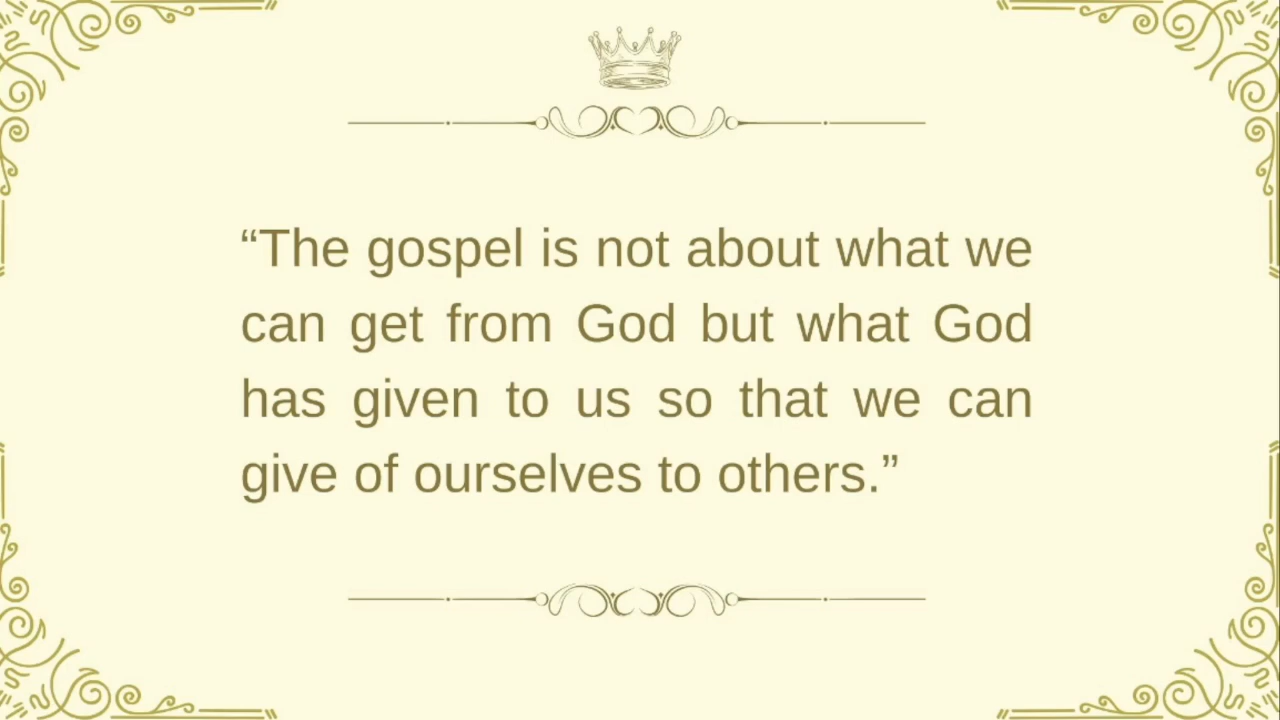 “The gospel is not about what we
can get from God but what God
has given to us so that we can
give of ourselves to others.”